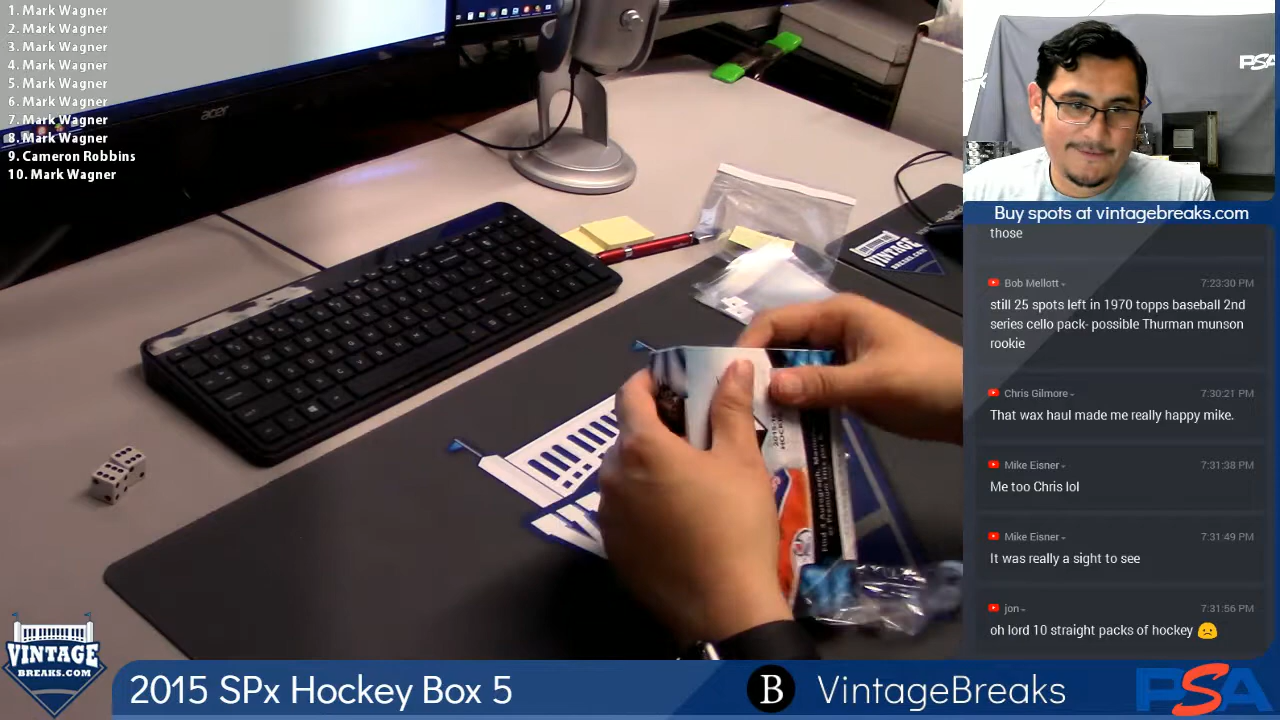 1. Mark Wagner
2. Mark Wagner
3. Mark Wagner
4. Mark Wagner
5. Mark Wagner
6. Mark Wagner
7. Mark Wagner
8. Mark Wagner
9. Cameron Robbins
10. Mark Wagner
acer
VINTAGE
BREAKS.COM
PSA
Buy spots at vintagebreaks.com
those
Bob Mellott
7:23:30 PM
still 25 spots left in 1970 topps baseball 2nd
series cello pack- possible Thurman munson
rookie
Chris Gilmore
7:30:21 PM
That wax haul made me really happy mike.
Mike Eisner
7:31:38 PM
Me too Chris lol
Mike Eisner
7:31:49 PM
It was really a sight to see
jon
7:31:56 PM
oh lord 10 straight packs of hockey
VINTAGE
BREAKS.COM
2015 SPx Hockey Box 5
B
VintageBreaks
PSA